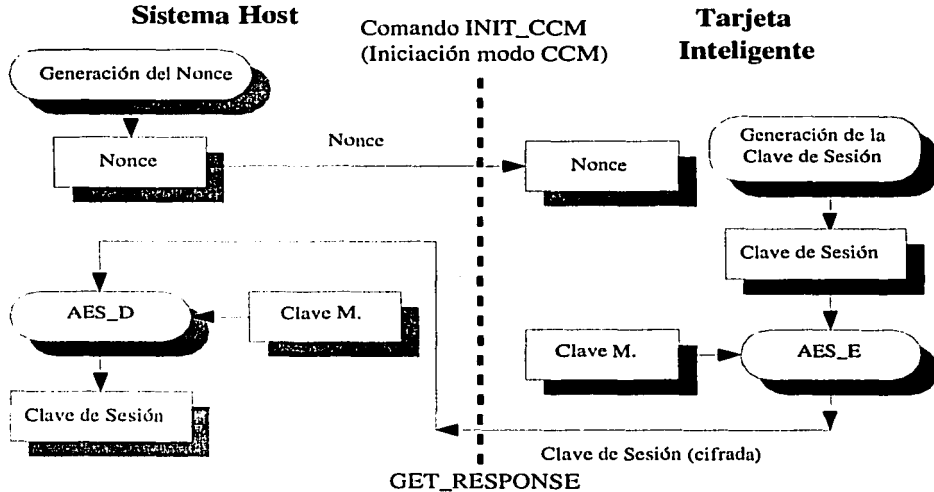 Sistema Host
Comando INIT_CCM
(Iniciación modo CCM)
Tarjeta
Inteligente
Generación del Nonce
Nonce
Nonce
Nonce
Generación de la
Clave de Sesión
Clave de Sesión
AES_D
Clave M.
Clave M.
AES_E
Clave de Sesión
Clave de Sesión (cifrada)
GET_RESPONSE